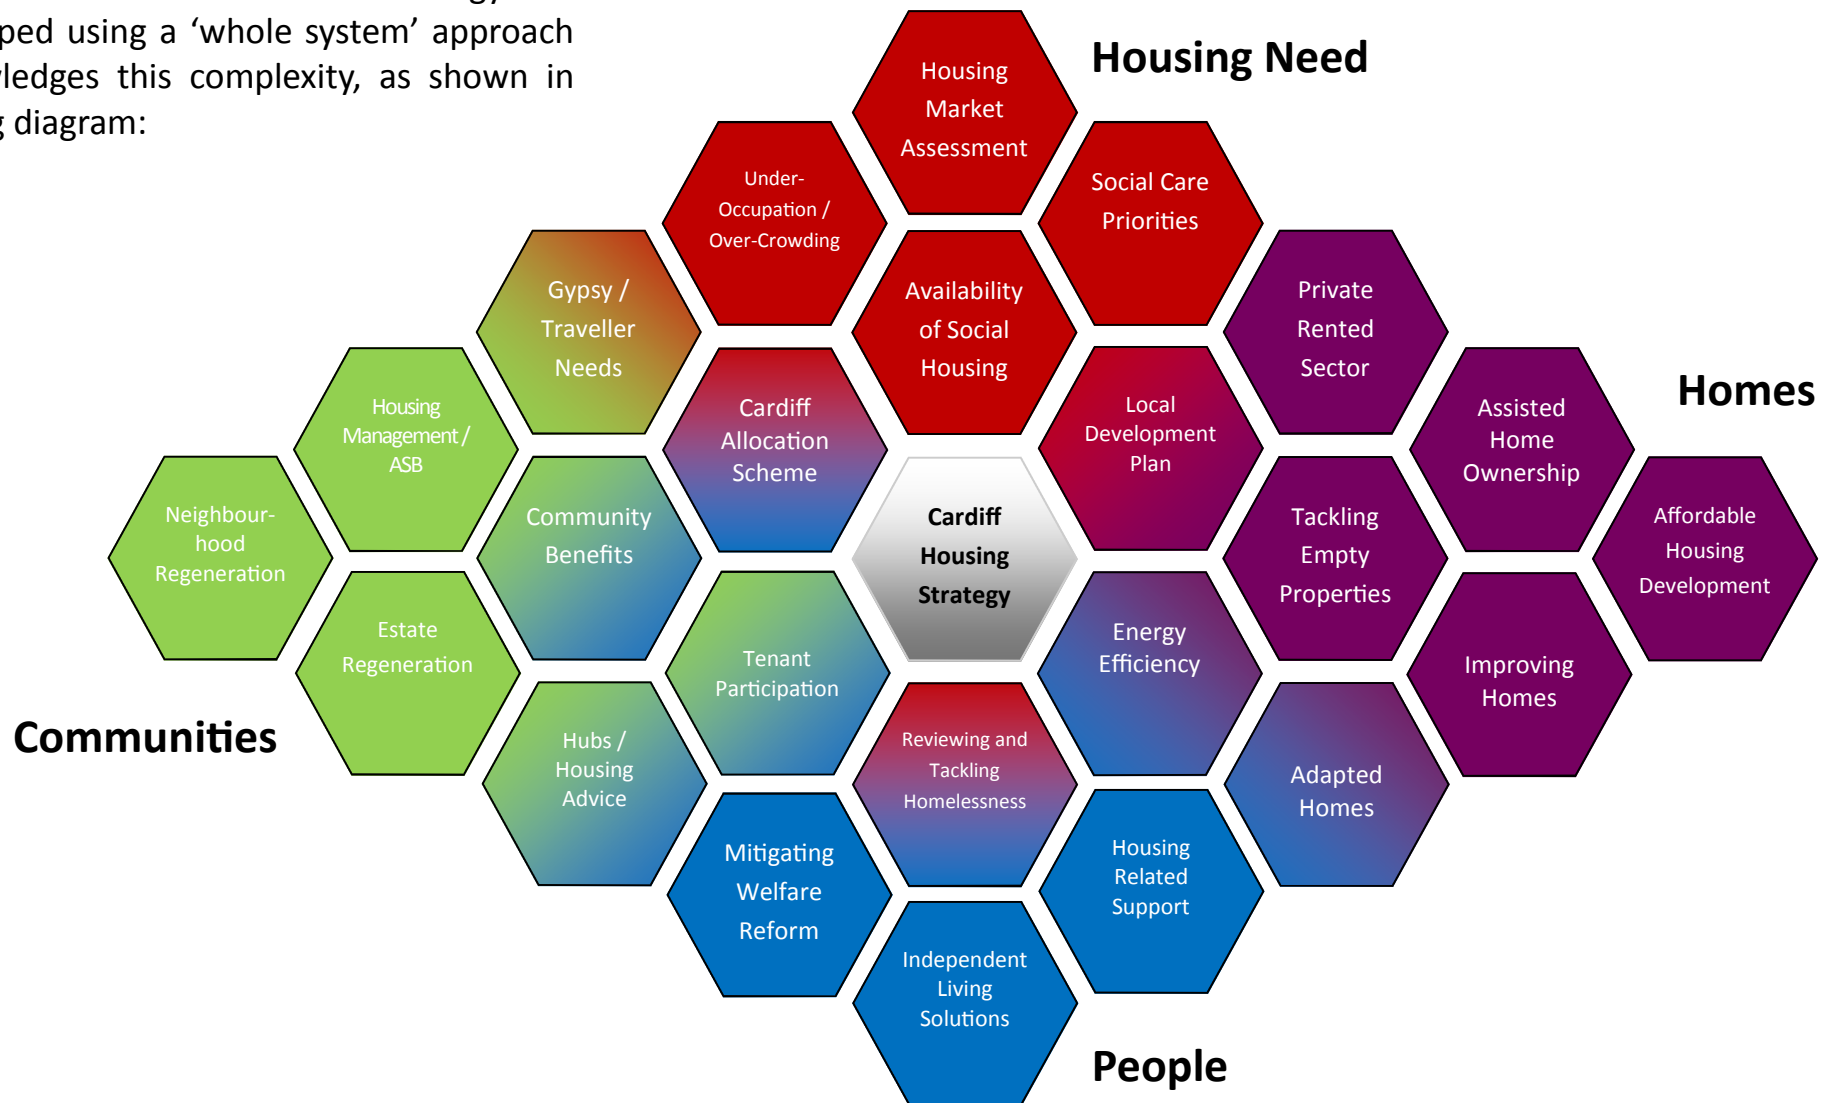 ped using a ‘whole system’ approach
ledges this complexity, as shown in
diagram:
Housing Need
Housing
Market
Assessment
Under-
Occupation /
Over-Crowding
Social Care
Priorities
Gypsy /
Traveller
Needs
Availability
of Social
Housing
Private
Rented
Sector
Homes
Housing
Management /
ASB
Cardiff
Allocation
Scheme
Local
Development
Plan
Assisted
Home
Ownership
Neighbour-
hood
Regeneration
Community
Benefits
Cardiff
Housing
Strategy
Tackling
Empty
Properties
Affordable
Housing
Development
Estate
Regeneration
Tenant
Participation
Energy
Efficiency
Improving
Homes
Communities
Hubs /
Housing
Advice
Reviewing and
Tackling
Homelessness
Adapted
Homes
Mitigating
Welfare
Reform
Housing
Related
Support
Independent
Living
Solutions
People